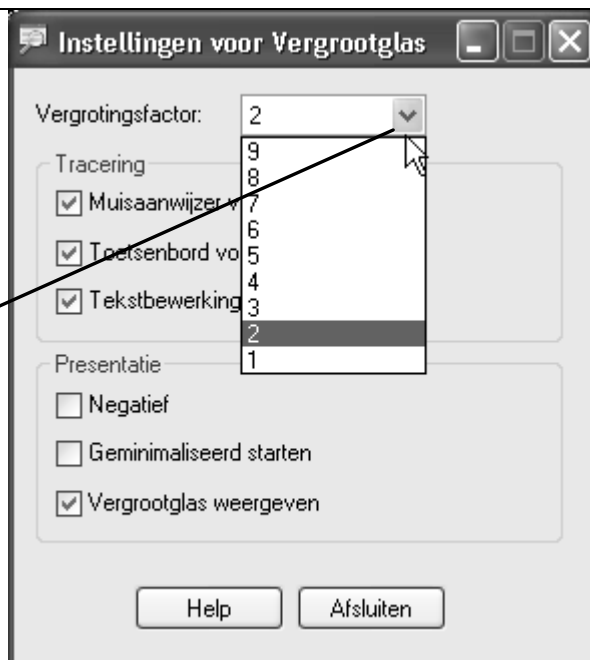 Instellingen voor Vergrootglas
Vergrotingsfactor: 2
9
8
7
6
5
4
3
2
1
Tracering
Muisaanwijzer v
Toetsenbord vo
Tekstbewerking
Presentatie
Negatief
Geminimaliseerd starten
Vergrootglas weergeven
Help Afsluiten